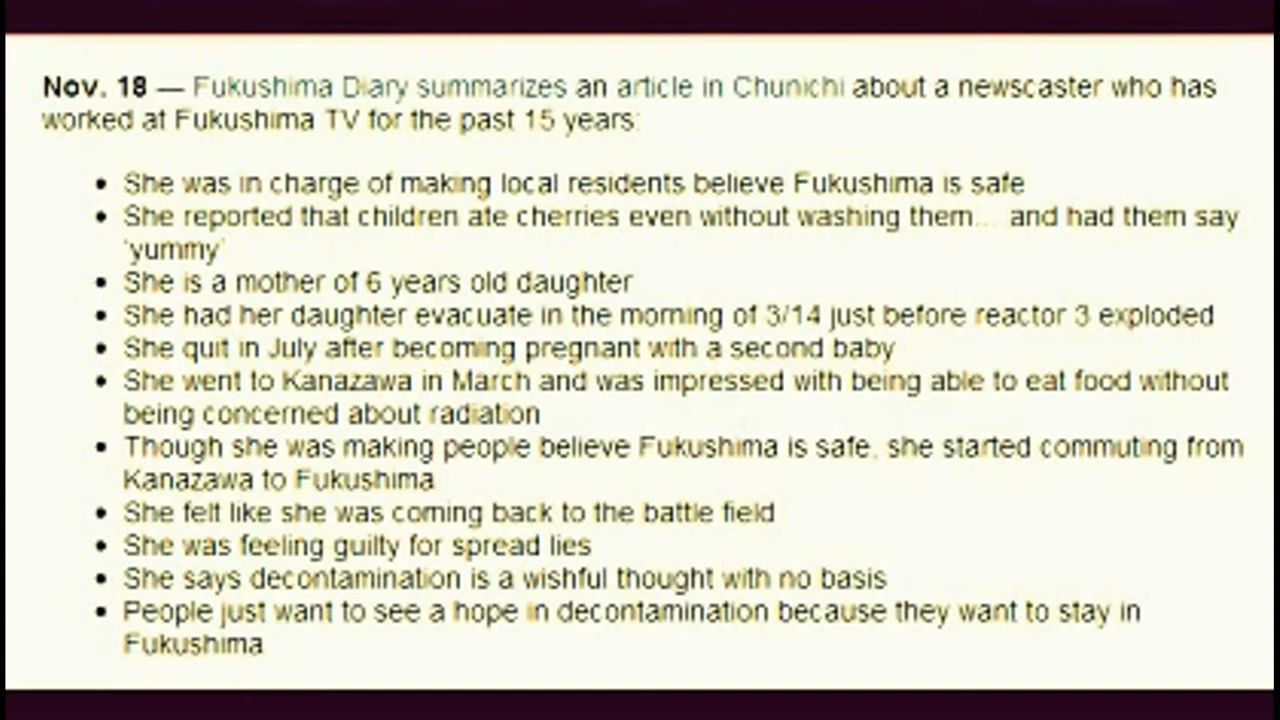 Nov. 18 — Fukushima Diary summarizes an article in Chunichi about a newscaster who has
worked at Fukushima TV for the past 15 years:
• She was in charge of making local residents believe Fukushima is safe
• She reported that children ate cherries even without washing them... and had them say
'yummy'
• She is a mother of 6 years old daughter
• She had her daughter evacuate in the morning of 3/14 just before reactor 3 exploded
• She quit in July after becoming pregnant with a second baby
• She went to Kanazawa in March and was impressed with being able to eat food without
being concerned about radiation
• Though she was making people believe Fukushima is safe, she started commuting from
Kanazawa to Fukushima
• She felt like she was coming back to the battle field
• She was feeling guilty for spread lies
• She says decontamination is a wishful thought with no basis
• People just want to see a hope in decontamination because they want to stay in
Fukushima